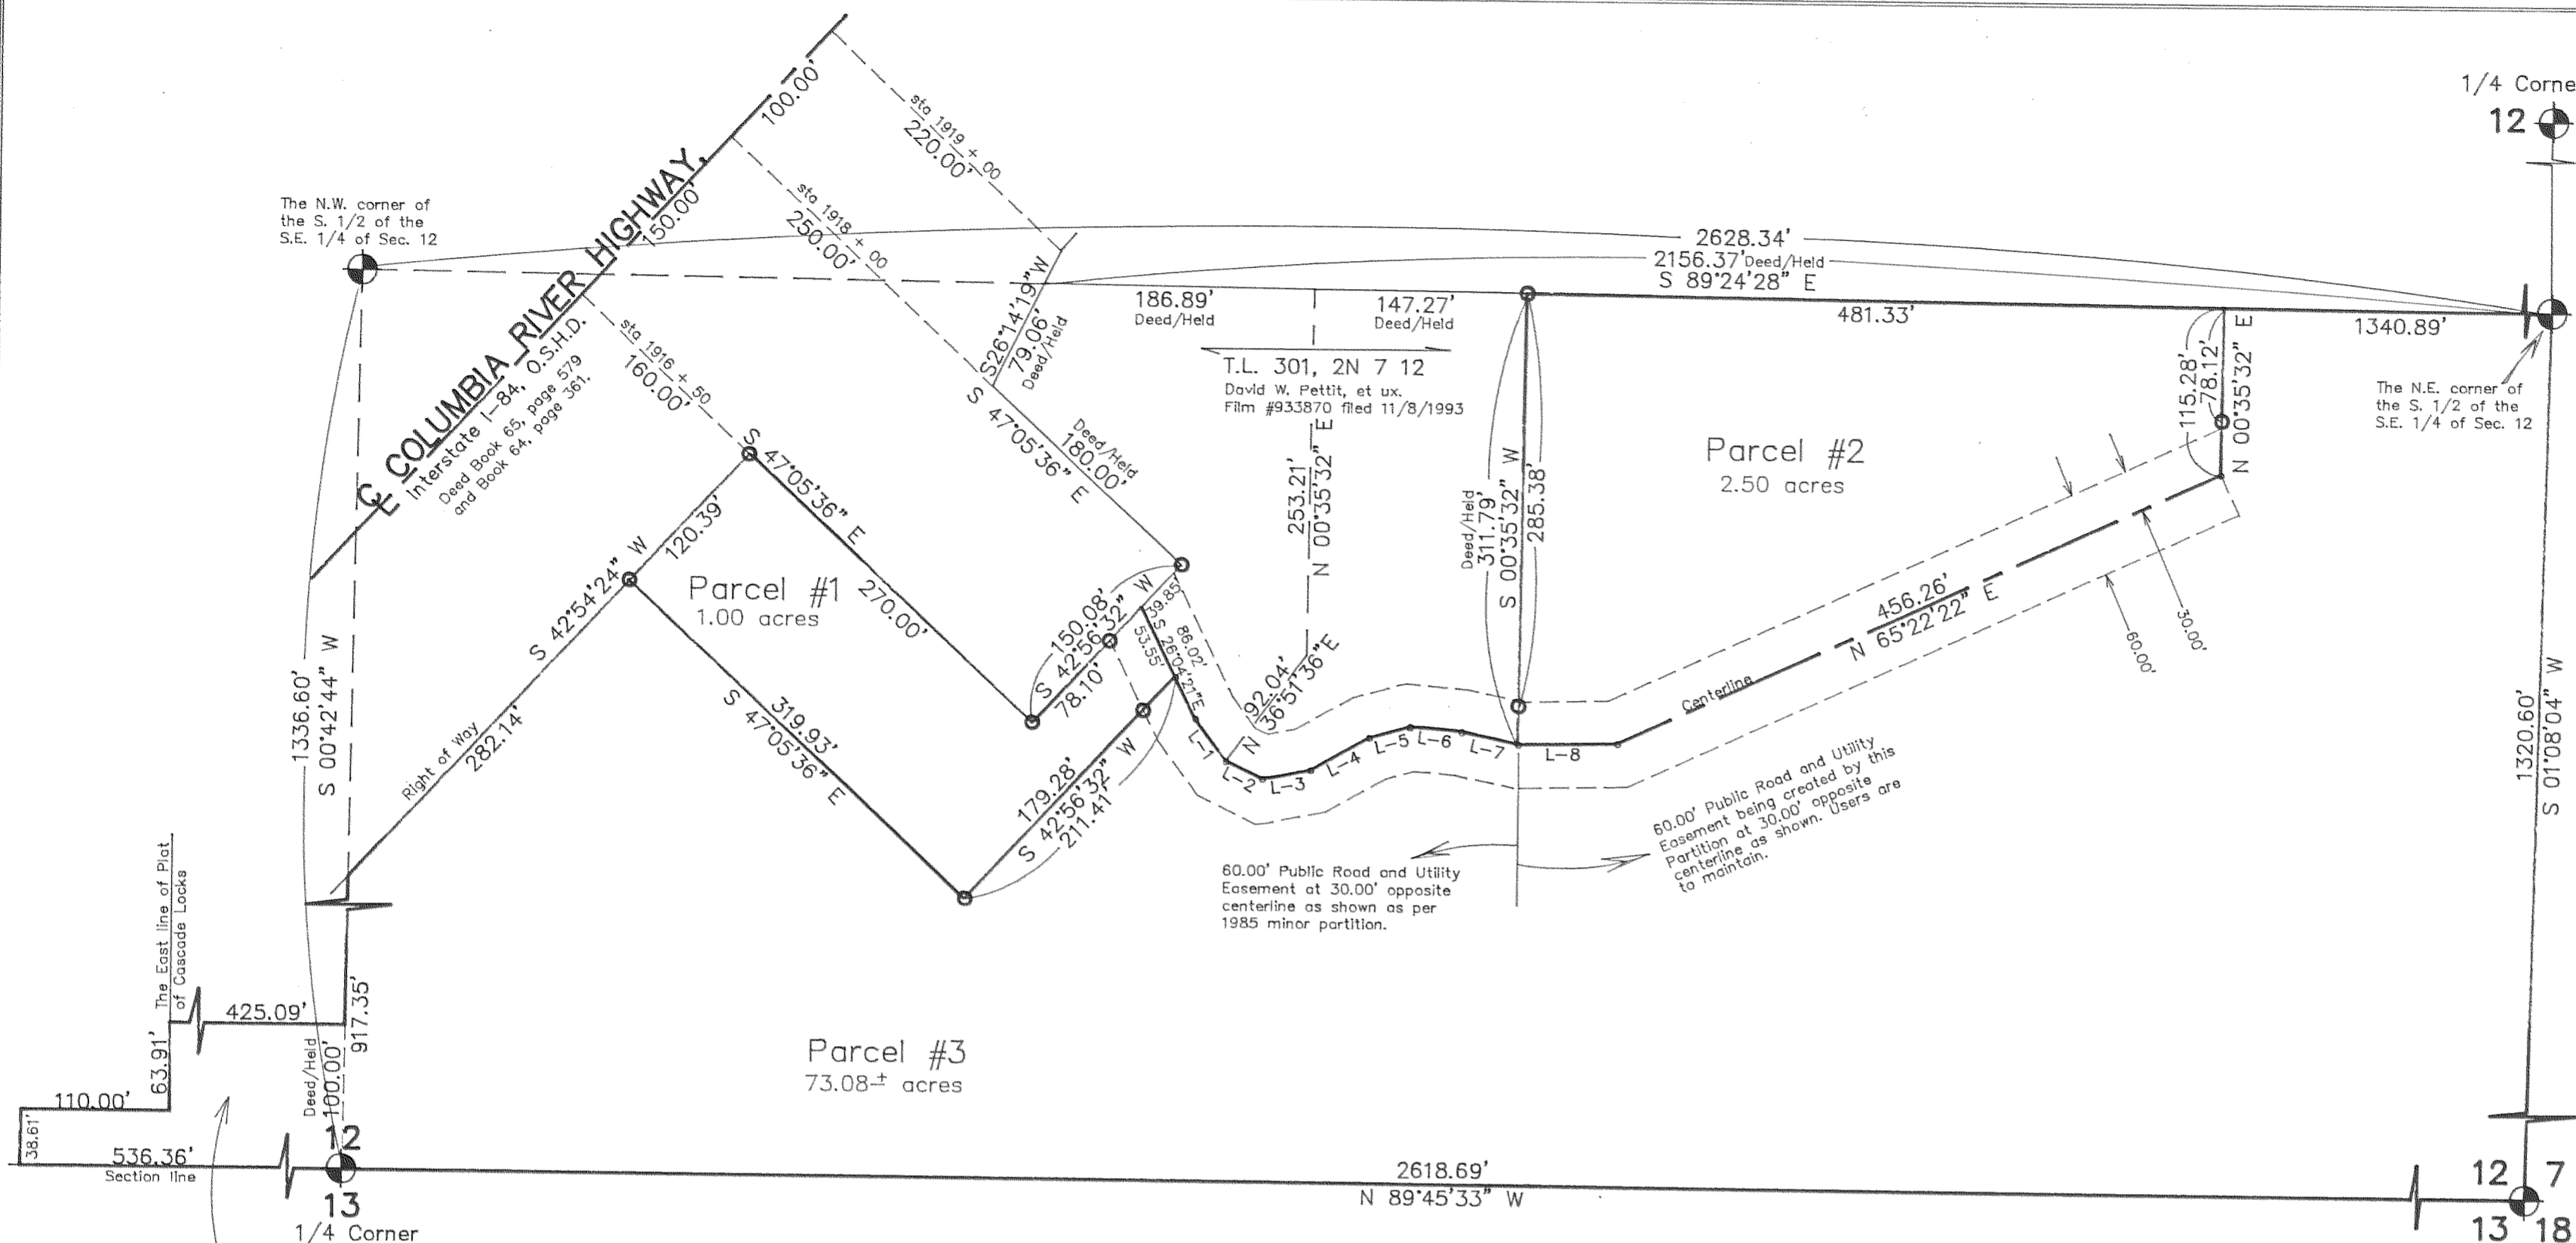 1/4 Corne
12
100.00'
sta 1919 + 00
220.00'
sta 1918 + 00
250.00'
The N.W. corner of
the S. 1/2 of the
S.E. 1/4 of Sec. 12
℄ COLUMBIA RIVER HIGHWAY,
150.00'
Interstate I-84, O.S.H.D.
Deed Book 65, page 579
and Book 64, page 361.
sta 1916 + 50
160.00'
2628.34'
2156.37' Deed/Held
S 89°24'28" E
186.89'
Deed/Held
147.27'
Deed/Held
481.33'
1340.89'
S26°14'19"W
79.06'
Deed/Held
T.L. 301, 2N 7 12
David W. Pettit, et ux.
Film #933870 filed 11/8/1993
115.28'
78.12'
N 00°35'32" E
The N.E. corner of
the S. 1/2 of the
S.E. 1/4 of Sec. 12
Deed/Held
180.00'
S 47°05'36" E
253.21'
N 00°35'32" E
Deed/Held
311.79'
S 00°35'32" W
285.38'
Parcel #2
2.50 acres
S 47°05'36" E
270.00'
120.39'
S 42°54'24" W
282.14'
Right of Way
Parcel #1
1.00 acres
150.08'
S 42°56'32" W
78.10'
39.85'
86.02'
S 26°04'21"E
53.55'
92.04'
N 36°51'36"E
319.93'
S 47°05'36" E
179.28'
S 42°56'32" W
211.41'
L-1
L-2
L-3
L-4
L-5
L-6
L-7
L-8
Centerline
456.26'
N 65°22'22" E
30.00'
60.00'
1336.60'
S 00°42'44" W
1320.60'
S 01°08'04" W
60.00' Public Road and Utility
Easement being created by this
Partition at 30.00' opposite
centerline as shown. Users are
to maintain.
60.00' Public Road and Utility
Easement at 30.00' opposite
centerline as shown as per
1985 minor partition.
The East line of Plat
of Cascade Locks
425.09'
63.91'
917.35'
Deed/Held
100.00'
110.00'
38.61'
536.36'
Section line
Parcel #3
73.08± acres
12
13
1/4 Corner
2618.69'
N 89°45'33" W
12
7
13
18